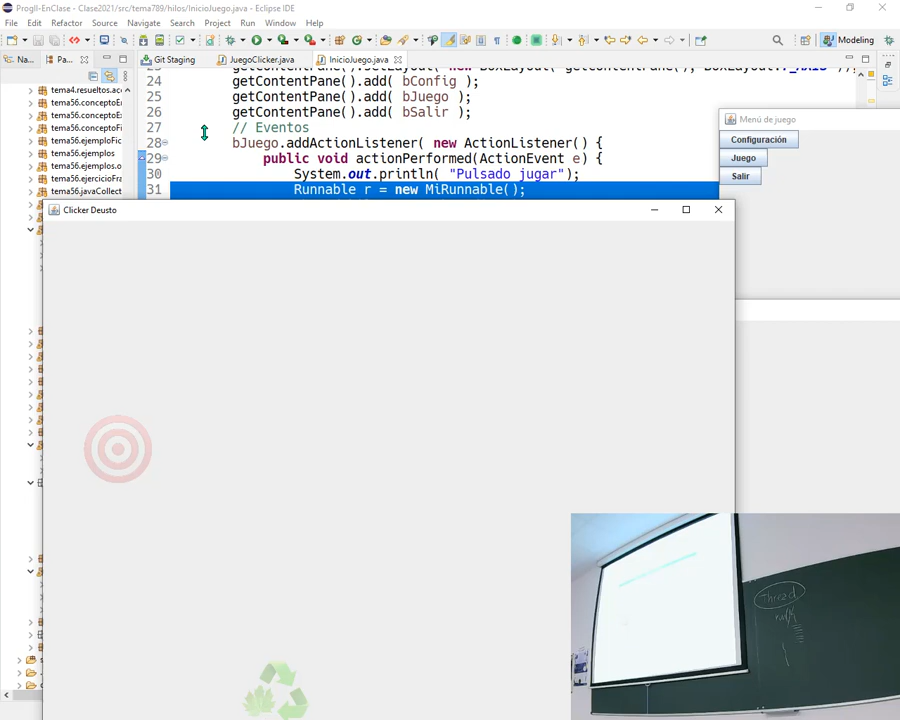 ProgII-EnClase - Clase2021/src/tema789/hilos/InicioJuego.java - Eclipse IDE
File Edit Refactor Source Navigate Search Project Run Window Help
Modeling
Na... Pa... Git Staging JuegoClicker.java InicioJuego.java
24 getContentPane().add( bConfig );
25 getContentPane().add( bJuego );
26 getContentPane().add( bSalir );
27 // Eventos
28 bJuego.addActionListener( new ActionListener() {
29 public void actionPerformed(ActionEvent e) {
30 System.out.println( "Pulsado jugar");
31 Runnable r = new MiRunnable();
tema4.resueltos.ac
tema56.conceptoE
tema56.conceptoE
tema56.conceptoFi
tema56.ejemploFic
tema56.ejemplos
tema56.ejemplos.o
tema56.ejercicioFra
tema56.javaCollect
Menú de juego
Configuración
Juego
Salir
Clicker Deusto
thread